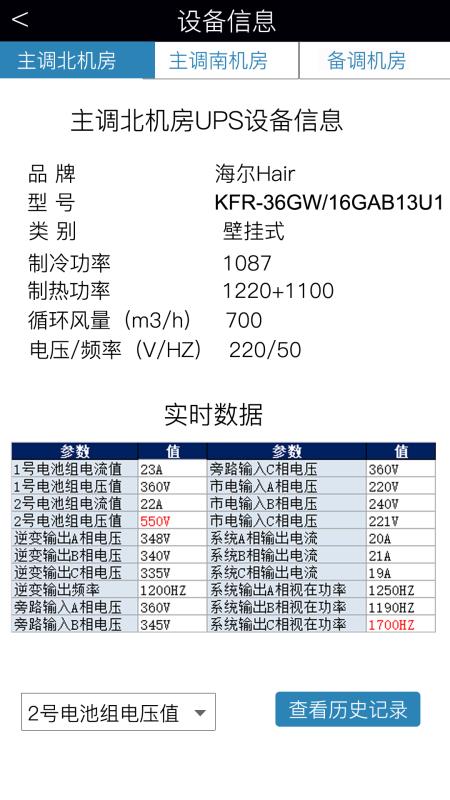 < 设备信息
主调北机房 主调南机房 备调机房
主调北机房UPS设备信息
品 牌 海尔Hair
型 号 KFR-36GW/16GAB13U1
类 别 壁挂式
制冷功率 1087
制热功率 1220+1100
循环风量（m3/h） 700
电压/频率（V/HZ） 220/50
实时数据
参数 值 参数 值
1号电池组电流值 23A 旁路输入C相电压 360V
1号电池组电压值 360V 市电输入A相电压 220V
2号电池组电流值 22A 市电输入B相电压 240V
2号电池组电压值 550V 市电输入C相电压 221V
逆变输出A相电压 348V 系统A相输出电流 20A
逆变输出B相电压 340V 系统B相输出电流 21A
逆变输出C相电压 335V 系统C相输出电流 19A
逆变输出频率 1200HZ 系统输出A相视在功率 1250HZ
旁路输入A相电压 360V 系统输出B相视在功率 1190HZ
旁路输入B相电压 345V 系统输出C相视在功率 1700HZ
2号电池组电压值 查看历史记录